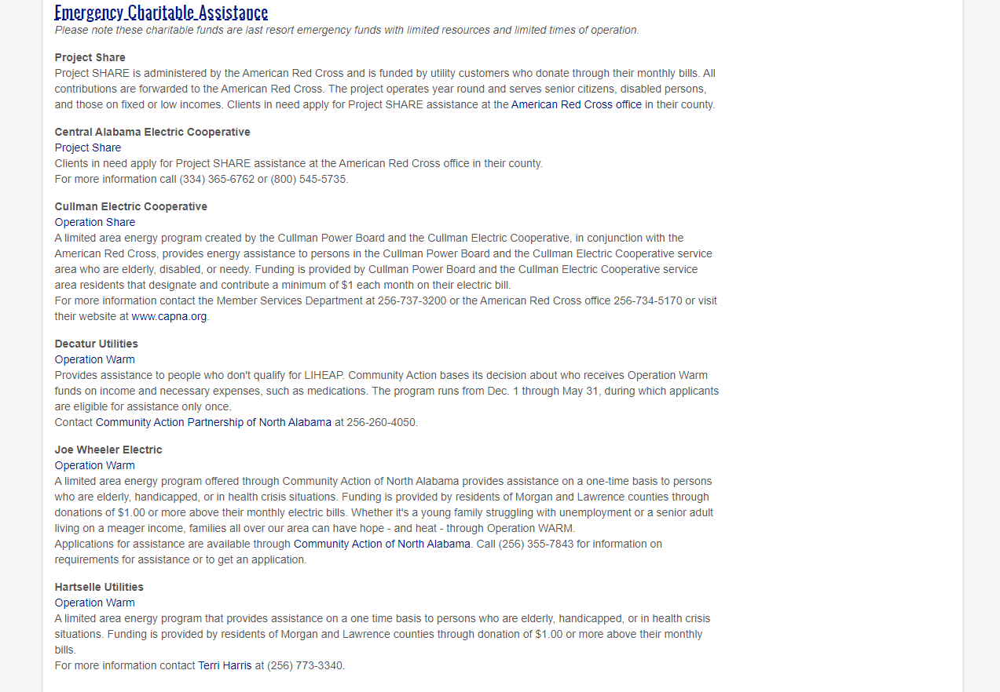 Emergency Charitable Assistance
Please note these charitable funds are last resort emergency funds with limited resources and limited times of operation.
Project Share
Project SHARE is administered by the American Red Cross and is funded by utility customers who donate through their monthly bills. All
contributions are forwarded to the American Red Cross. The project operates year round and serves senior citizens, disabled persons,
and those on fixed or low incomes. Clients in need apply for Project SHARE assistance at the American Red Cross office in their county.
Central Alabama Electric Cooperative
Project Share
Clients in need apply for Project SHARE assistance at the American Red Cross office in their county.
For more information call (334) 365-6762 or (800) 545-5735.
Cullman Electric Cooperative
Operation Share
A limited area energy program created by the Cullman Power Board and the Cullman Electric Cooperative, in conjunction with the
American Red Cross, provides energy assistance to persons in the Cullman Power Board and the Cullman Electric Cooperative service
area who are elderly, disabled, or needy. Funding is provided by Cullman Power Board and the Cullman Electric Cooperative service
area residents that designate and contribute a minimum of $1 each month on their electric bill.
For more information contact the Member Services Department at 256-737-3200 or the American Red Cross office 256-734-5170 or visit
their website at www.capna.org.
Decatur Utilities
Operation Warm
Provides assistance to people who don't qualify for LIHEAP. Community Action bases its decision about who receives Operation Warm
funds on income and necessary expenses, such as medications. The program runs from Dec. 1 through May 31, during which applicants
are eligible for assistance only once.
Contact Community Action Partnership of North Alabama at 256-260-4050.
Joe Wheeler Electric
Operation Warm
A limited area energy program offered through Community Action of North Alabama provides assistance on a one-time basis to persons
who are elderly, handicapped, or in health crisis situations. Funding is provided by residents of Morgan and Lawrence counties through
donations of $1.00 or more above their monthly electric bills. Whether it's a young family struggling with unemployment or a senior adult
living on a meager income, families all over our area can have hope - and heat - through Operation WARM.
Applications for assistance are available through Community Action of North Alabama. Call (256) 355-7843 for information on
requirements for assistance or to get an application.
Hartselle Utilities
Operation Warm
A limited area energy program that provides assistance on a one time basis to persons who are elderly, handicapped, or in health crisis
situations. Funding is provided by residents of Morgan and Lawrence counties through donation of $1.00 or more above their monthly
bills.
For more information contact Terri Harris at (256) 773-3340.